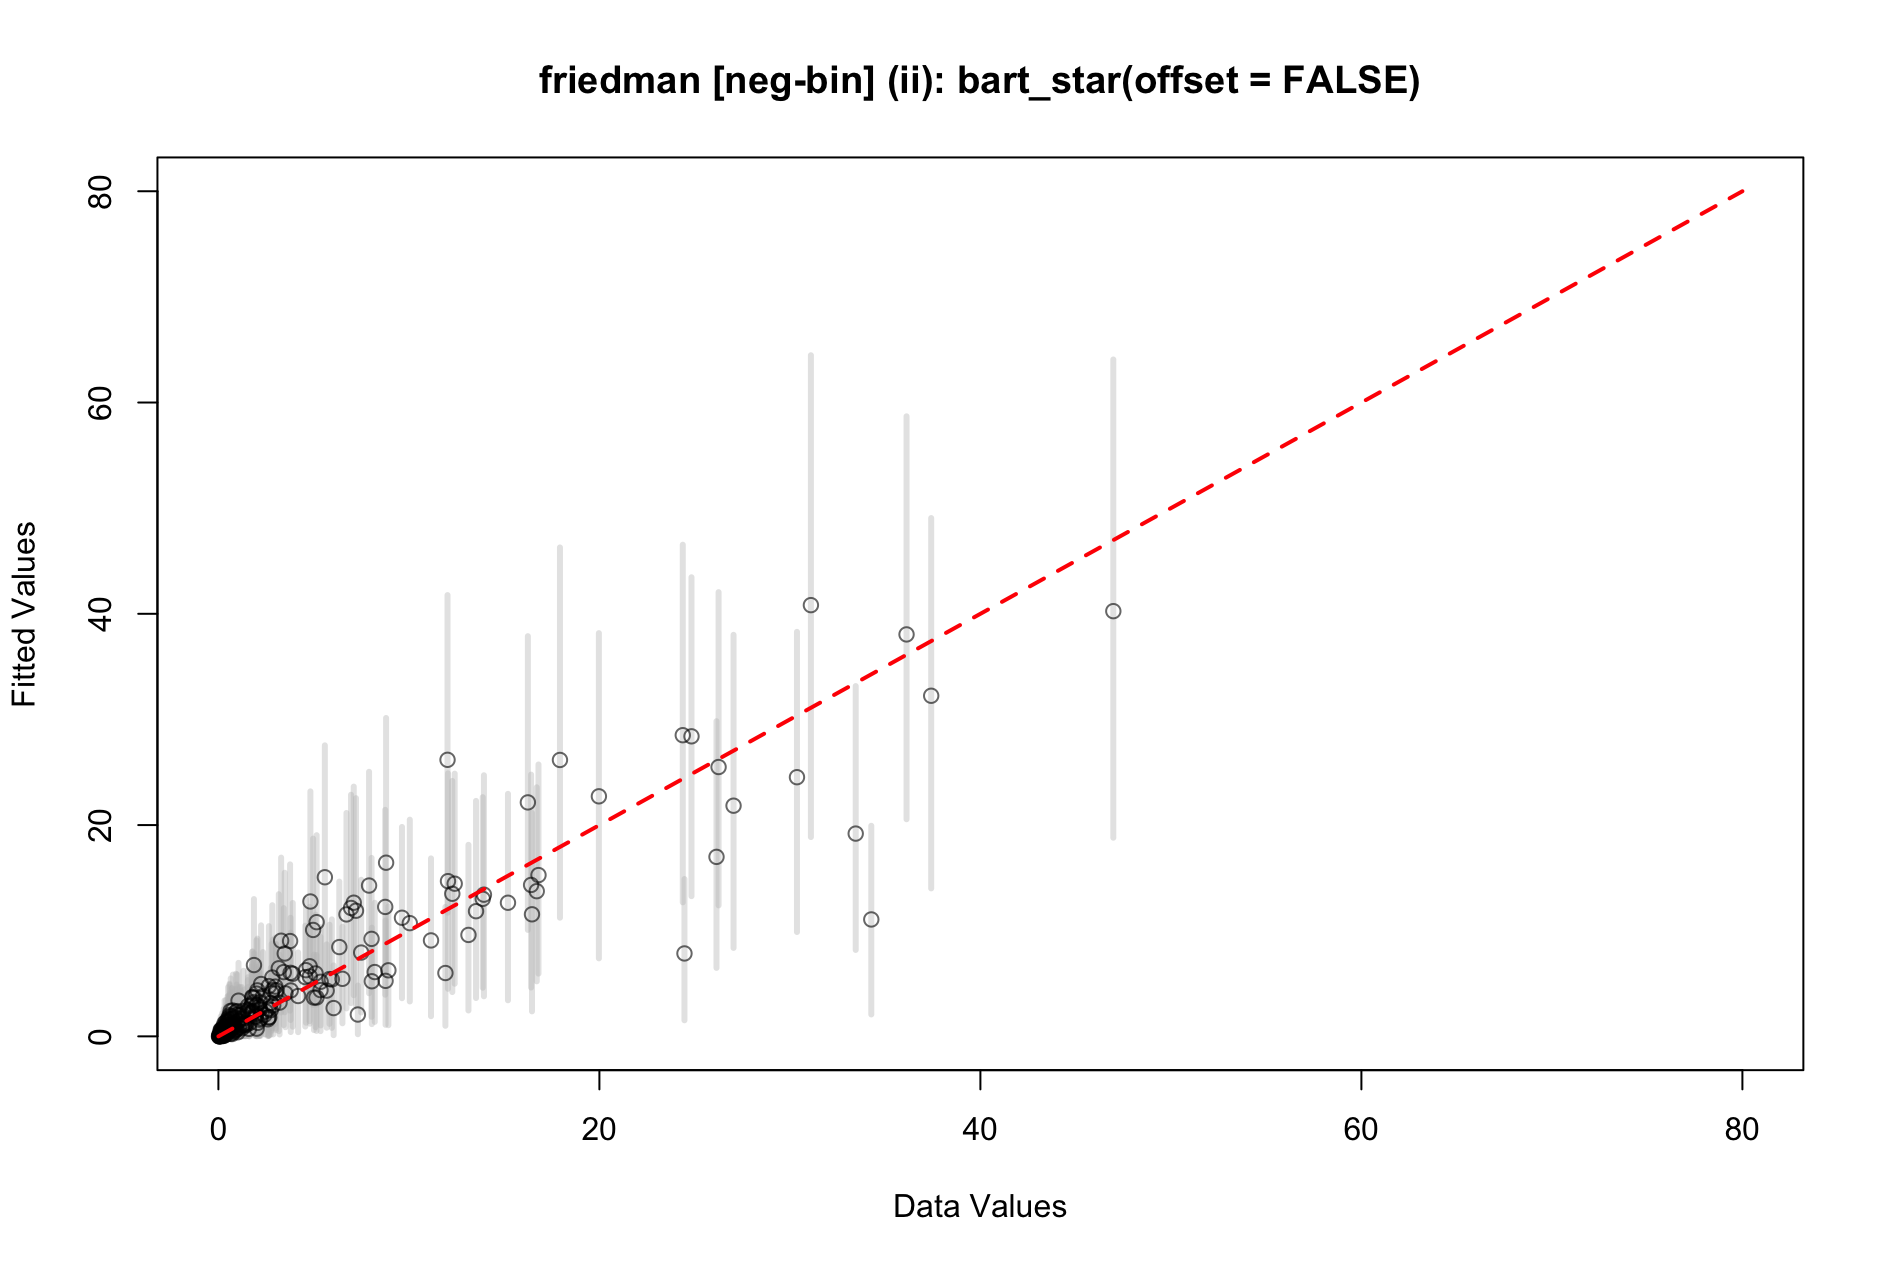 friedman [neg-bin] (ii): bart_star(offset = FALSE)
80
60
40
20
0
Fitted Values
0 20 40 60 80
Data Values